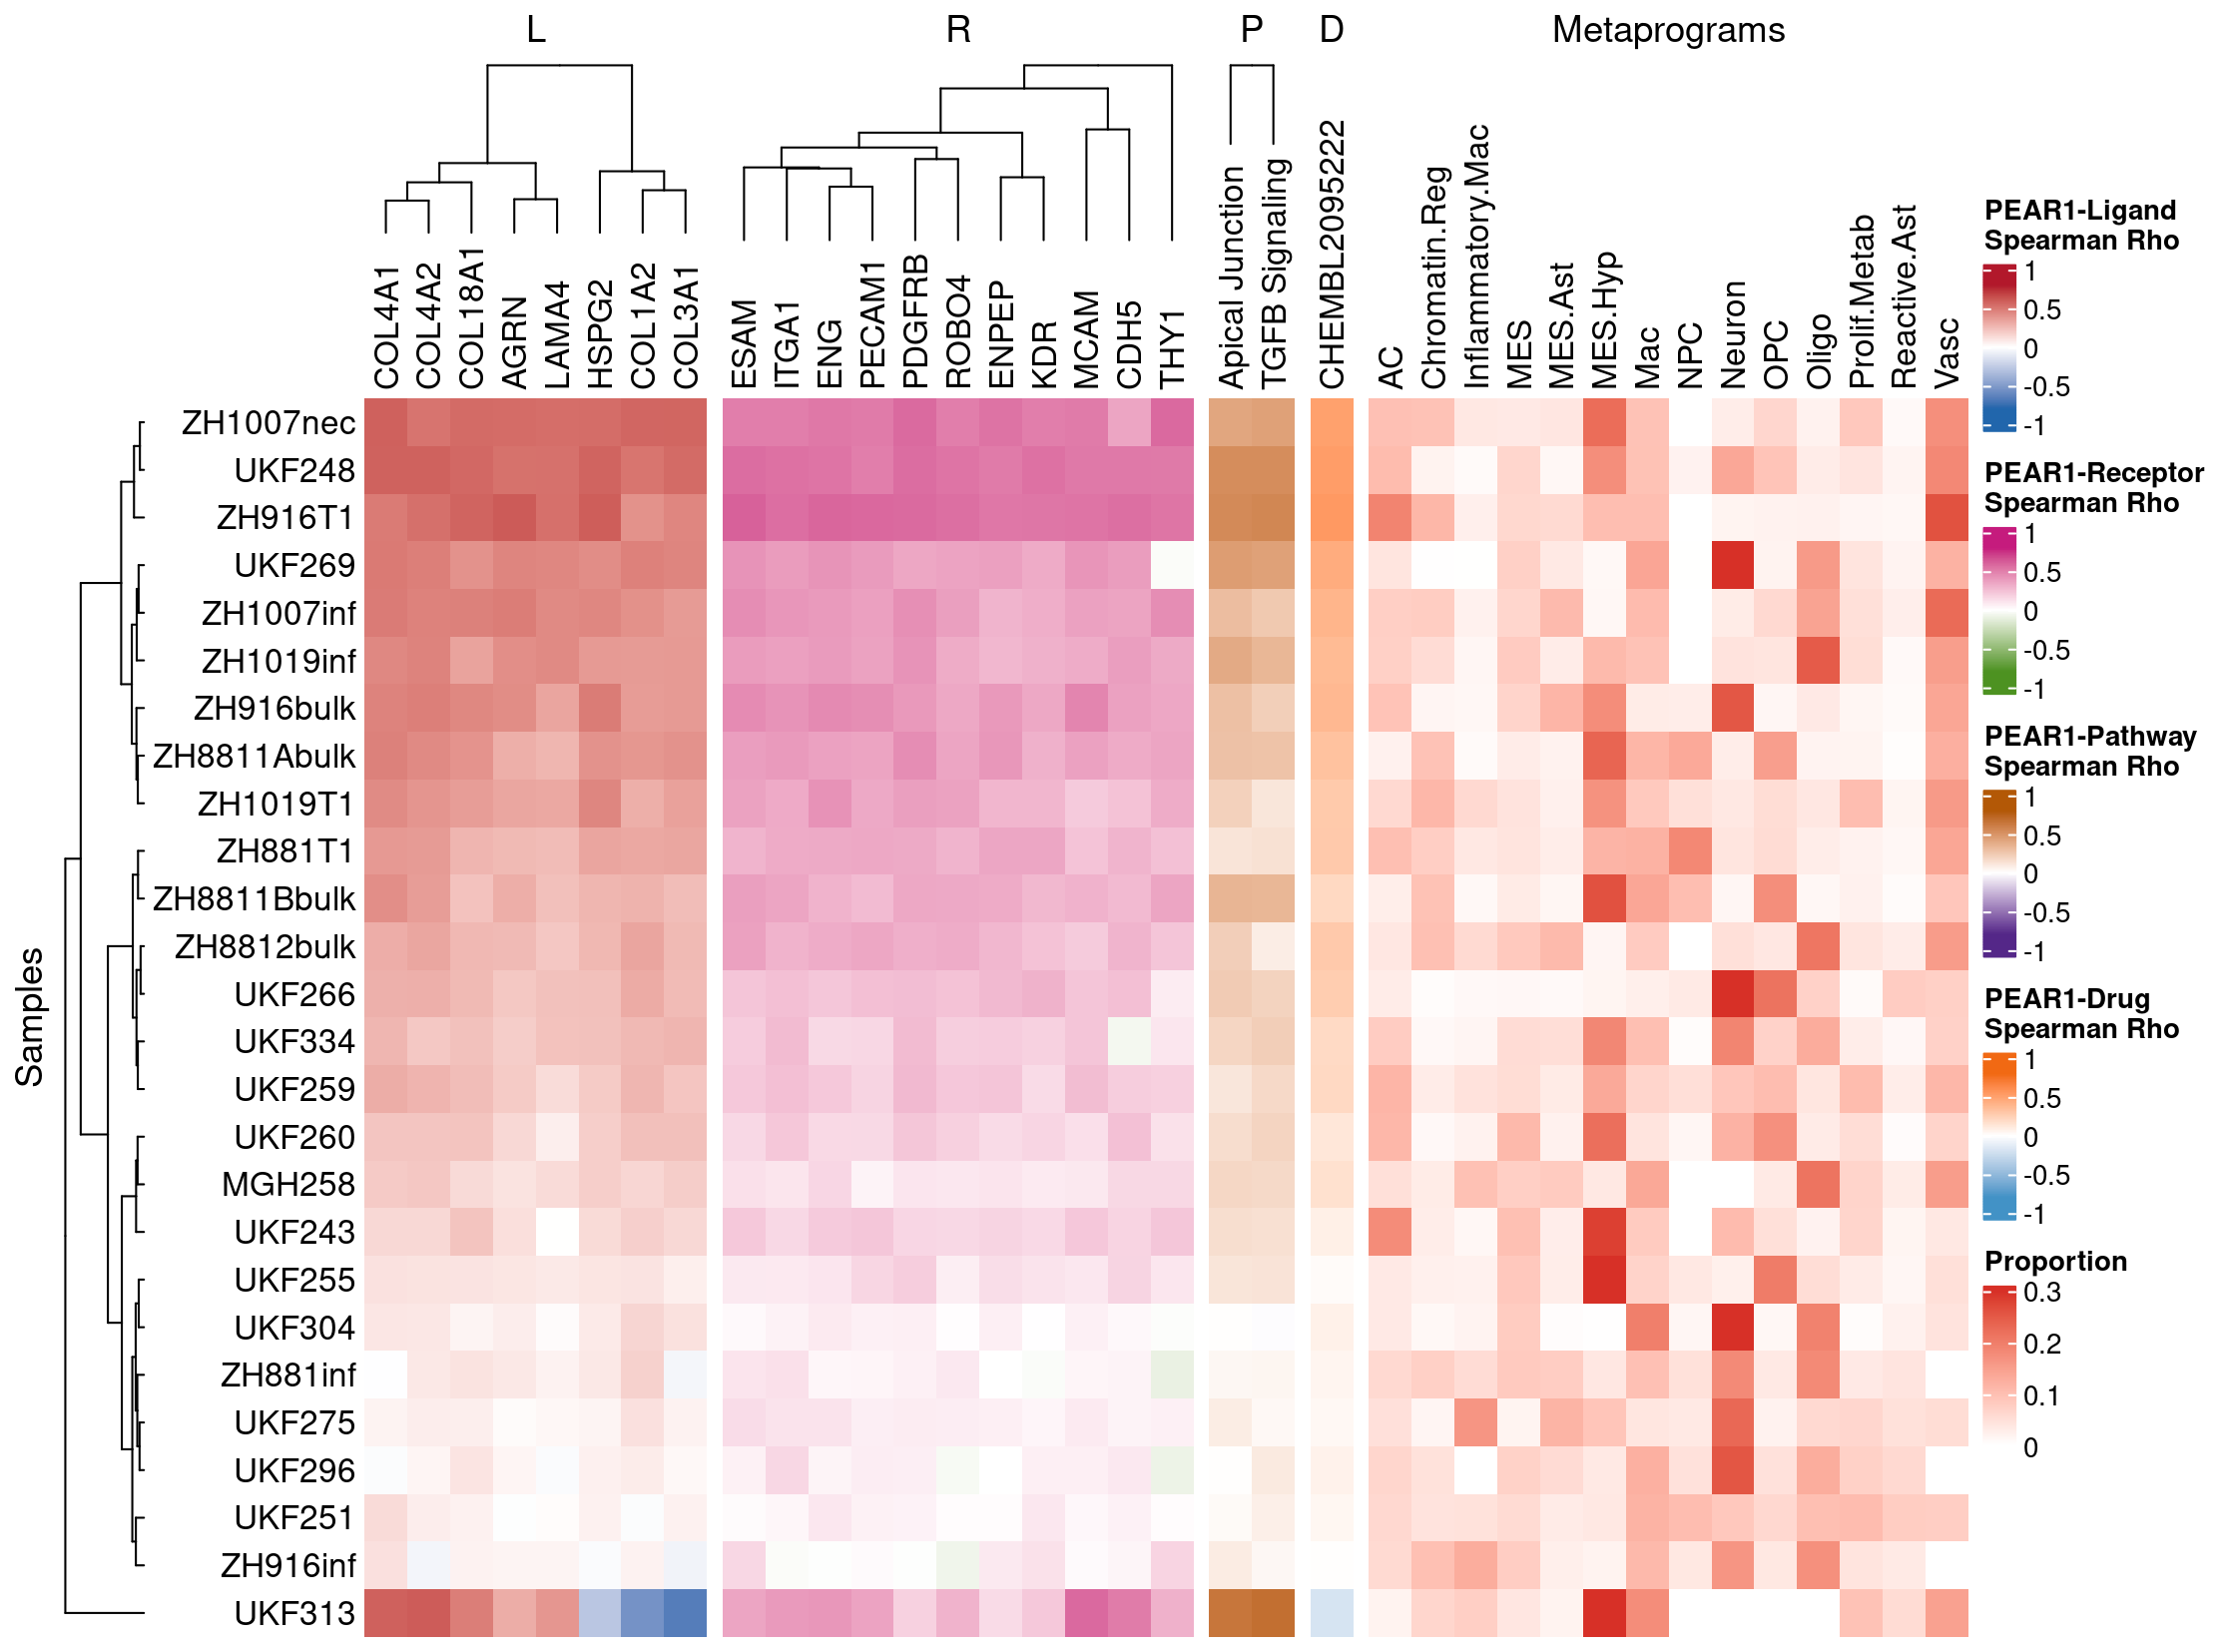 L R P D Metaprograms
COL4A1 COL4A2 COL18A1 AGRN LAMA4 HSPG2 COL1A2 COL3A1 ESAM ITGA1 ENG PECAM1 PDGFRB ROBO4 ENPEP KDR MCAM CDH5 THY1 Apical Junction TGFB Signaling CHEMBL2095222 AC Chromatin.Reg Inflammatory.Mac MES MES.Ast MES.Hyp Mac NPC Neuron OPC Oligo Prolif.Metab Reactive.Ast Vasc
Samples
ZH1007nec
UKF248
ZH916T1
UKF269
ZH1007inf
ZH1019inf
ZH916bulk
ZH8811Abulk
ZH1019T1
ZH881T1
ZH8811Bbulk
ZH8812bulk
UKF266
UKF334
UKF259
UKF260
MGH258
UKF243
UKF255
UKF304
ZH881inf
UKF275
UKF296
UKF251
ZH916inf
UKF313
PEAR1-Ligand
Spearman Rho
1
0.5
0
-0.5
-1
PEAR1-Receptor
Spearman Rho
1
0.5
0
-0.5
-1
PEAR1-Pathway
Spearman Rho
1
0.5
0
-0.5
-1
PEAR1-Drug
Spearman Rho
1
0.5
0
-0.5
-1
Proportion
0.3
0.2
0.1
0